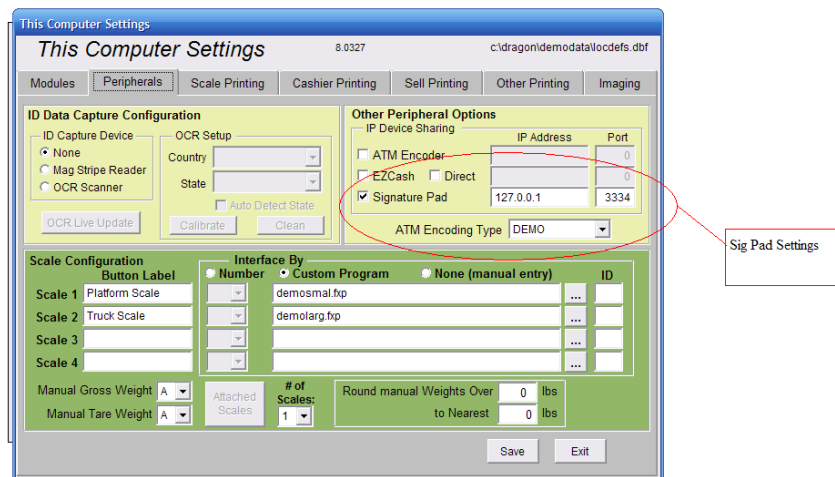 This Computer Settings
This Computer Settings 8.0327 c:\dragon\demodata\locdefs.dbf
Modules Peripherals Scale Printing Cashier Printing Sell Printing Other Printing Imaging
ID Data Capture Configuration
ID Capture Device
None
Mag Stripe Reader
OCR Scanner
OCR Setup
Country
State
Auto Detect State
OCR Live Update Calibrate Clean
Other Peripheral Options
IP Device Sharing
IP Address Port
ATM Encoder 0
EZCash Direct 0
Signature Pad 127.0.0.1 3334
ATM Encoding Type DEMO
Sig Pad Settings
Scale Configuration
Button Label
Interface By
Number Custom Program None (manual entry) ID
Scale 1 Platform Scale demosmal.fxp ...
Scale 2 Truck Scale demolarg.fxp ...
Scale 3 ...
Scale 4 ...
Manual Gross Weight A
Manual Tare Weight A
Attached Scales
# of Scales:
1
Round manual Weights Over 0 lbs
to Nearest 0 lbs
Save Exit